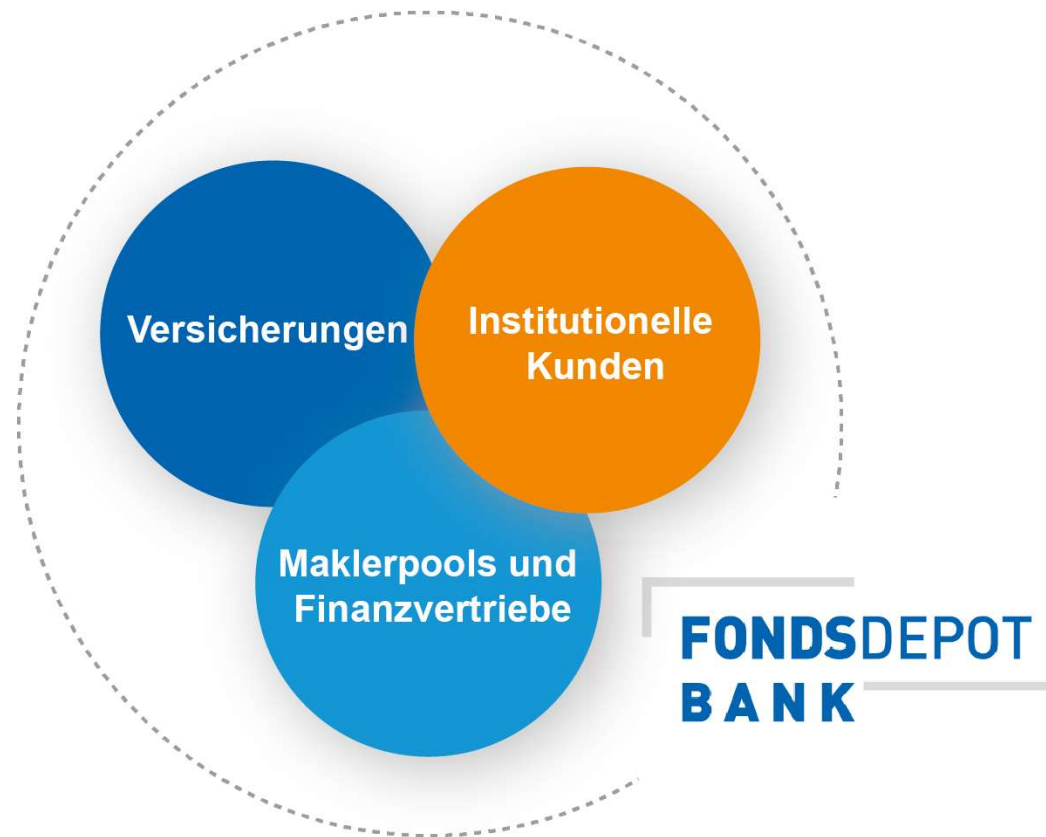 Versicherungen
Institutionelle
Kunden
Maklerpools und
Finanzvertriebe
FONDSDEPOT
BANK